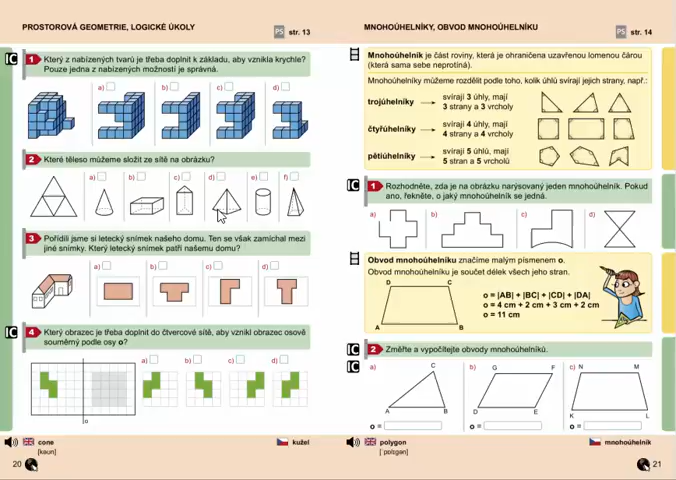 PROSTOROVÁ GEOMETRIE, LOGICKÉ ÚKOLY
PS str. 13
1 Který z nabízených tvarů je třeba doplnit k základu, aby vznikla krychle?
Pouze jedna z nabízených možností je správná.
a) b) c) d)
2 Které těleso můžeme složit ze sítě na obrázku?
a) b) c) d) e) f)
3 Pořídili jsme si letecký snímek našeho domu. Ten se však zamíchal mezi
jiné snímky. Který letecký snímek patří našemu domu?
a) b) c) d)
4 Který obrazec je třeba doplnit do čtvercové sítě, aby vznikl obrazec osově
souměrný podle osy o?
a) b) c) d)
o
cone
[kəun]
kužel
20
MNOHOÚHELNÍKY, OBVOD MNOHOÚHELNÍKU
PS str. 14
Mnohoúhelník je část roviny, která je ohraničena uzavřenou lomenou čárou
(která sama sebe neprotíná).
Mnohoúhelníky můžeme rozdělit podle toho, kolik úhlů svírají jejich strany, např.:
trojúhelníky → svírají 3 úhly, mají
3 strany a 3 vrcholy
čtyřúhelníky → svírají 4 úhly, mají
4 strany a 4 vrcholy
pětiúhelníky → svírají 5 úhlů, mají
5 stran a 5 vrcholů
1 Rozhodněte, zda je na obrázku narýsovaný jeden mnohoúhelník. Pokud
ano, řekněte, o jaký mnohoúhelník se jedná.
a) b) c) d)
Obvod mnohoúhelníku značíme malým písmenem o.
Obvod mnohoúhelníku je součet délek všech jeho stran.
D C
o = |AB| + |BC| + |CD| + |DA|
o = 4 cm + 2 cm + 3 cm + 2 cm
o = 11 cm
A B
2 Změřte a vypočítejte obvody mnohoúhelníků.
a) C b) G F c) N M
A B D E K L
o = o = o =
polygon
[ˈpɒlɪgən]
mnohoúhelník
21